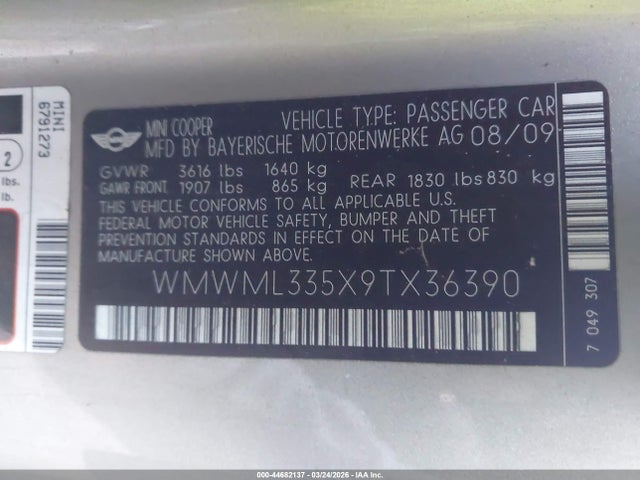 MINI
6791273
2
lbs.
lb.
MINI COOPER
VEHICLE TYPE: PASSENGER CAR
MFD BY BAYERISCHE MOTORENWERKE AG 08/09
GVWR 3616 lbs 1640 kg
GAWR FRONT 1907 lbs 865 kg REAR 1830 lbs 830 kg
THIS VEHICLE CONFORMS TO ALL APPLICABLE U.S.
FEDERAL MOTOR VEHICLE SAFETY, BUMPER AND THEFT
PREVENTION STANDARDS IN EFFECT ON THE DATE OF
MANUFACTURE SHOWN ABOVE.
WMWML335X9TX36390
7 049 307
000-44682137 - 03/24/2026 - IAA, Inc.